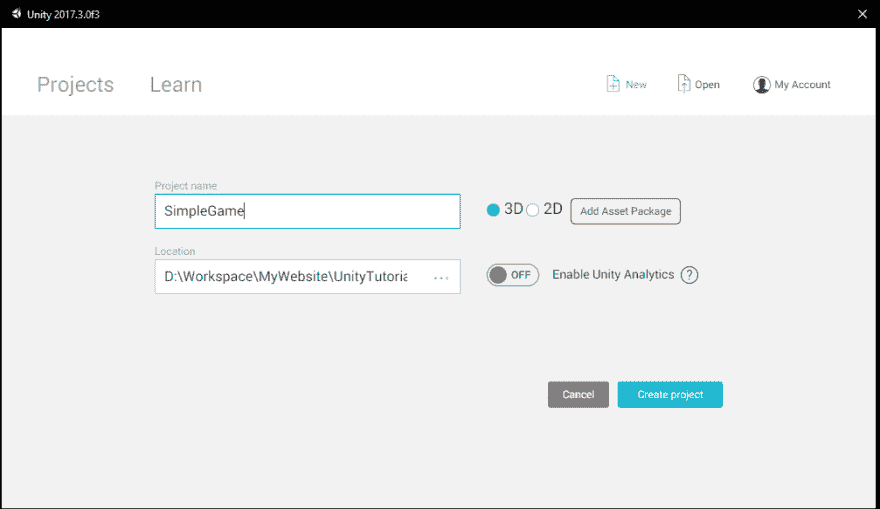 Unity 2017.3.0f3
Projects Learn New Open My Account
Project name
SimpleGame 3D 2D Add Asset Package
Location
D:\Workspace\MyWebsite\UnityTutoria ... OFF Enable Unity Analytics ?
Cancel Create project